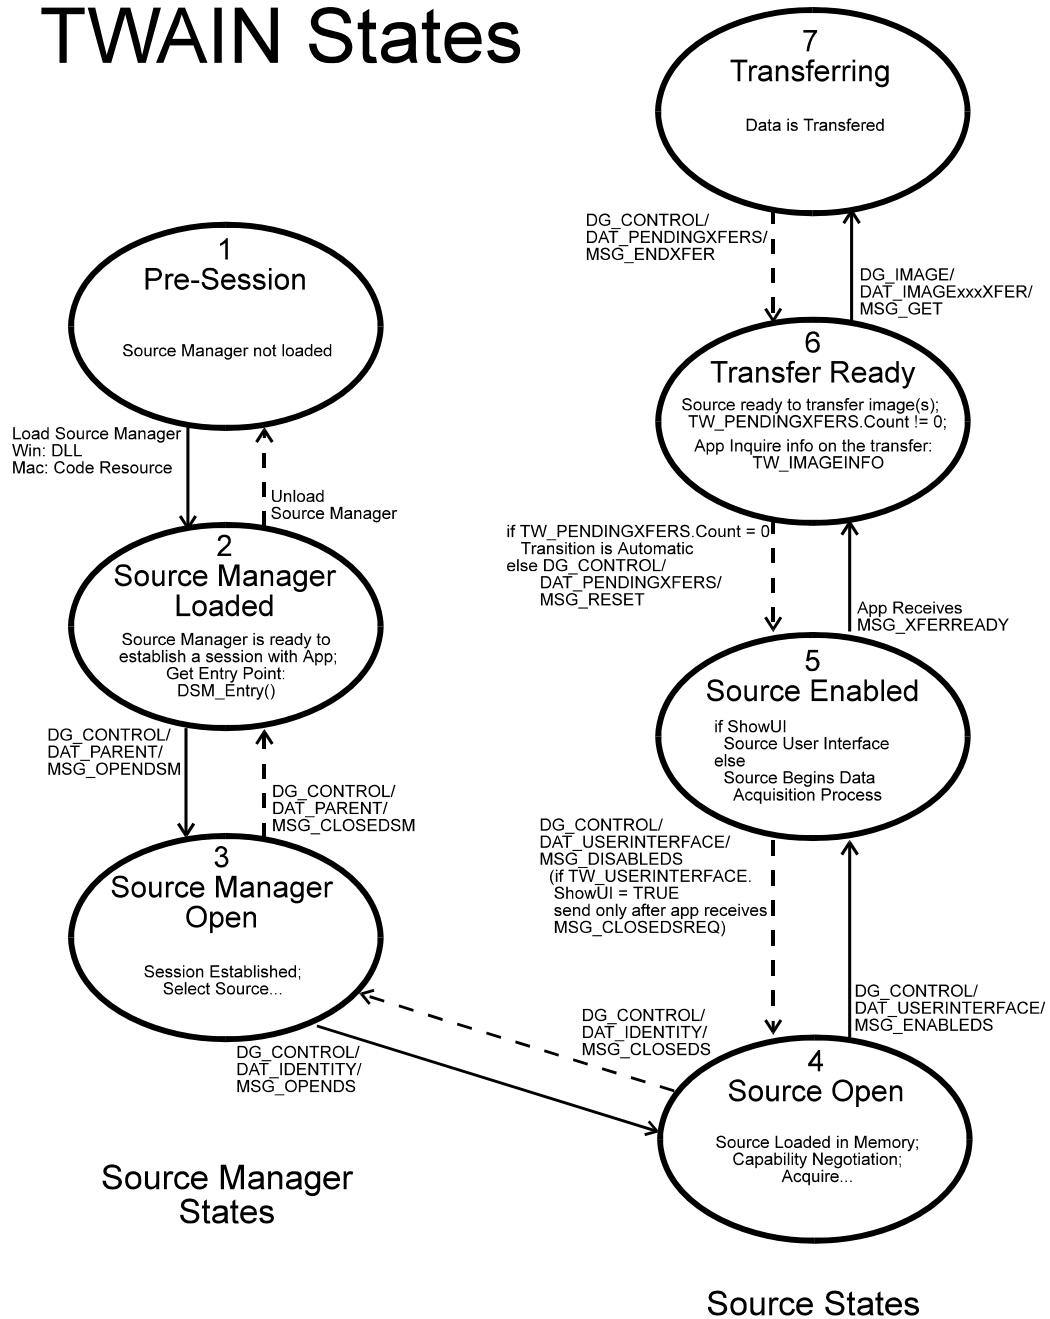 TWAIN States
1
Pre-Session
Source Manager not loaded
Load Source Manager
Win: DLL
Mac: Code Resource
Unload
Source Manager
2
Source Manager
Loaded
Source Manager is ready to
establish a session with App;
Get Entry Point:
DSM_Entry()
DG_CONTROL/
DAT_PARENT/
MSG_OPENDSM
DG_CONTROL/
DAT_PARENT/
MSG_CLOSEDSM
3
Source Manager
Open
Session Established;
Select Source...
DG_CONTROL/
DAT_IDENTITY/
MSG_OPENDS
Source Manager
States
7
Transferring
Data is Transfered
DG_CONTROL/
DAT_PENDINGXFERS/
MSG_ENDXFER
DG_IMAGE/
DAT_IMAGExxxXFER/
MSG_GET
6
Transfer Ready
Source ready to transfer image(s);
TW_PENDINGXFERS.Count != 0;
App Inquire info on the transfer:
TW_IMAGEINFO
if TW_PENDINGXFERS.Count = 0
Transition is Automatic
else DG_CONTROL/
DAT_PENDINGXFERS/
MSG_RESET
App Receives
MSG_XFERREADY
5
Source Enabled
if ShowUI
Source User Interface
else
Source Begins Data
Acquisition Process
DG_CONTROL/
DAT_USERINTERFACE/
MSG_DISABLEDS
(if TW_USERINTERFACE.
ShowUI = TRUE
send only after app receives
MSG_CLOSEDSREQ)
DG_CONTROL/
DAT_USERINTERFACE/
MSG_ENABLEDS
DG_CONTROL/
DAT_IDENTITY/
MSG_CLOSEDS
4
Source Open
Source Loaded in Memory;
Capability Negotiation;
Acquire...
Source States